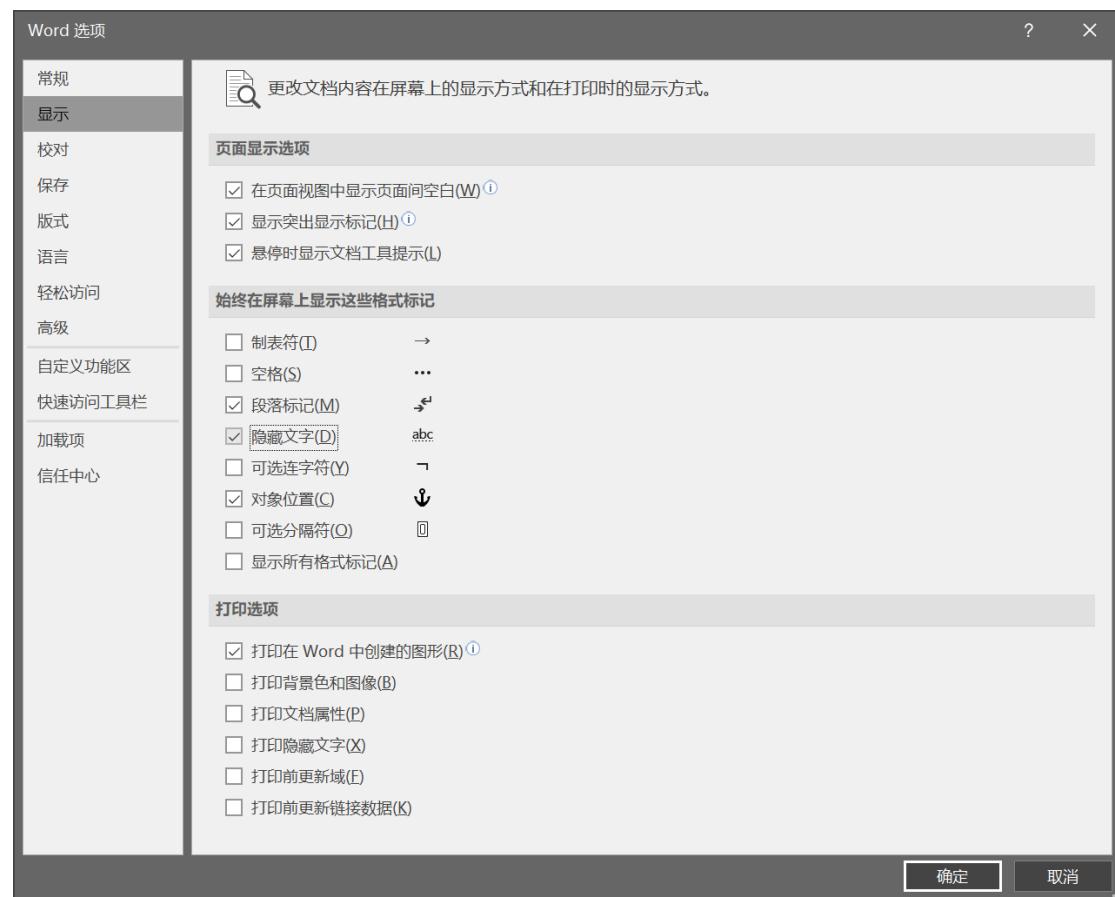 Word 选项
?
常规
显示
校对
保存
版式
语言
轻松访问
高级
自定义功能区
快速访问工具栏
加载项
信任中心
更改文档内容在屏幕上的显示方式和在打印时的显示方式。
页面显示选项
在页面视图中显示页面间空白(W)
显示突出显示标记(H)
悬停时显示文档工具提示(L)
始终在屏幕上显示这些格式标记
制表符(T) →
空格(S) •••
段落标记(M)
隐藏文字(D) abc
可选连字符(Y) ¬
对象位置(C)
可选分隔符(O)
显示所有格式标记(A)
打印选项
打印在 Word 中创建的图形(R)
打印背景色和图像(B)
打印文档属性(P)
打印隐藏文字(X)
打印前更新域(F)
打印前更新链接数据(K)
确定 取消